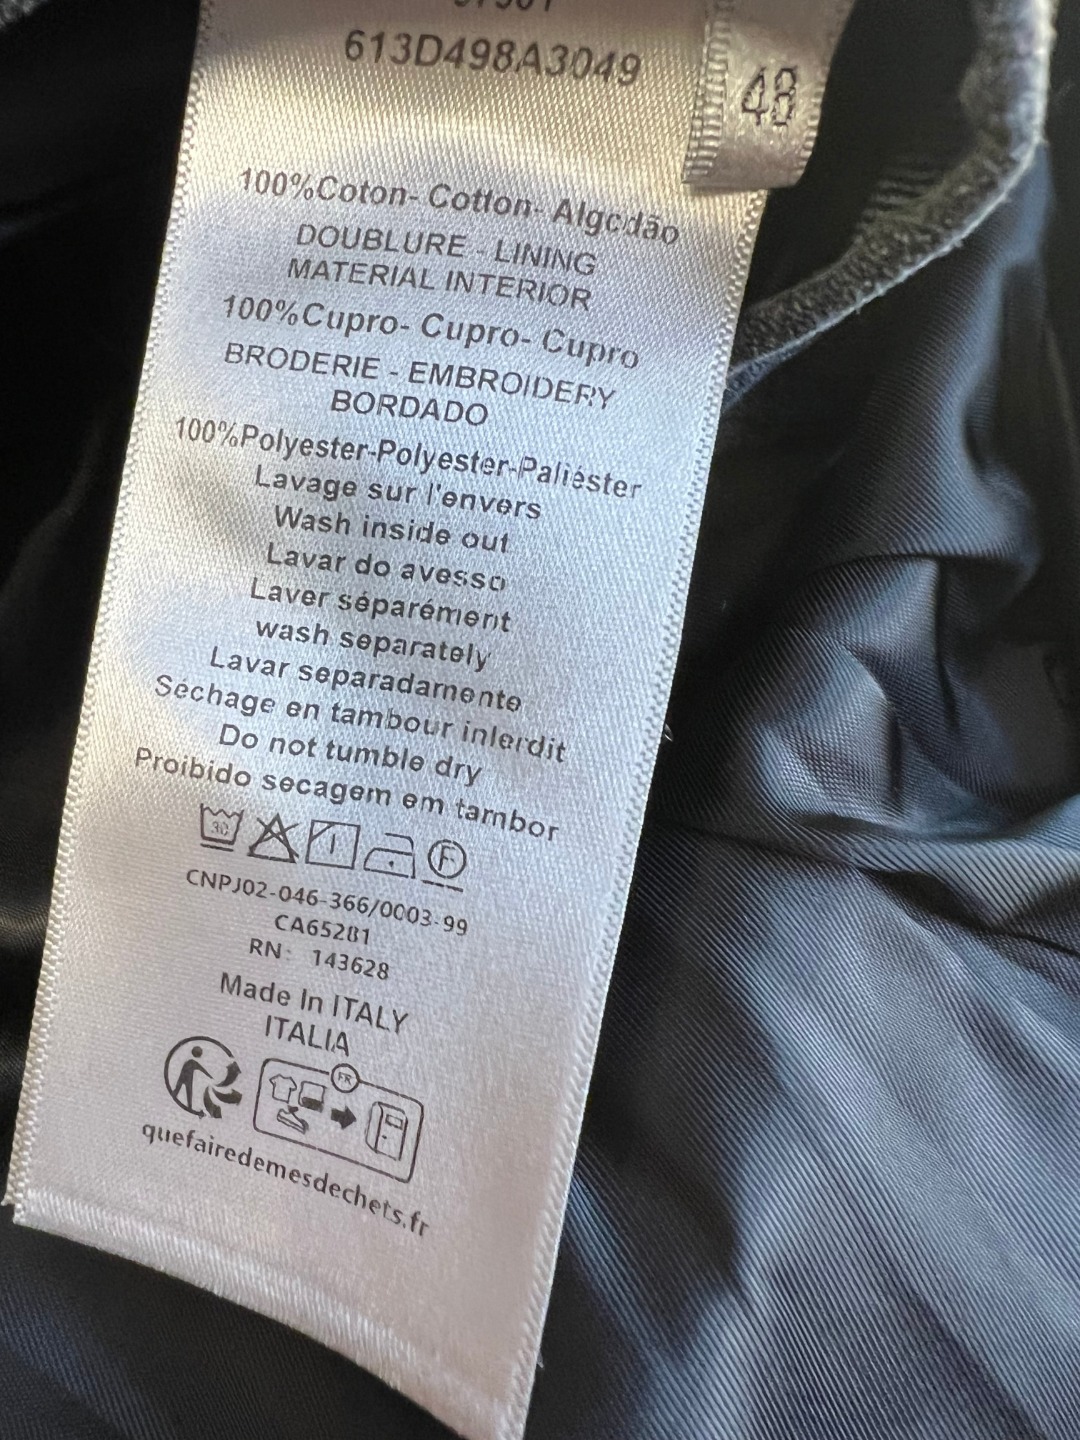 613D498A3049
48
100%Coton- Cotton- Algodão
DOUBLURE - LINING
MATERIAL INTERIOR
100%Cupro- Cupro- Cupro
BRODERIE - EMBROIDERY
BORDADO
100%Polyester-Polyester-Paliéster
Lavage sur l'envers
Wash inside out
Lavar do avesso
Laver séparément
wash separately
Lavar separadamente
Séchage en tambour interdit
Do not tumble dry
Proibido secagem em tambor
30
F
CNPJ02-046-366/0003-99
CA65281
RN: 143628
Made In ITALY
ITALIA
FR
quefairedemesdechets.fr